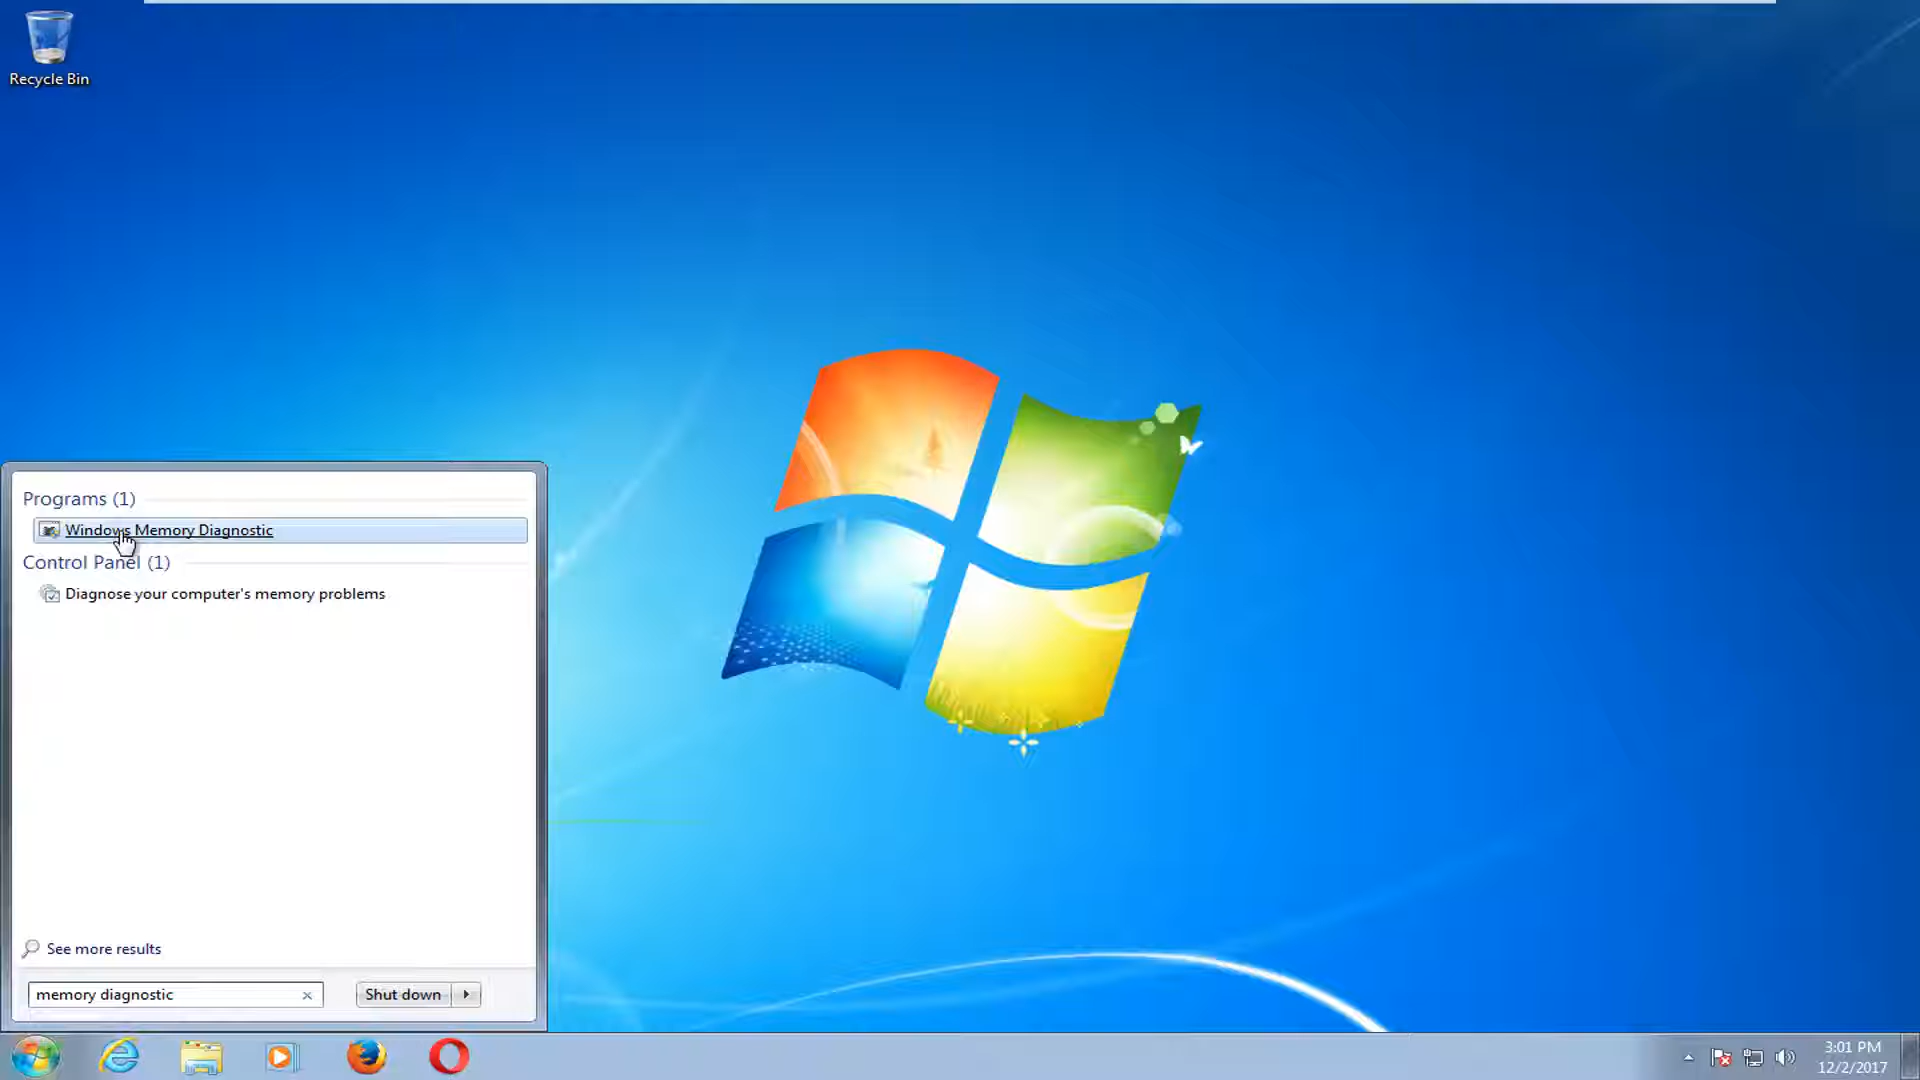 Recycle Bin
Programs (1)
Windows Memory Diagnostic
Control Panel (1)
Diagnose your computer's memory problems
See more results
memory diagnostic
Shut down
3:01 PM
12/2/2017